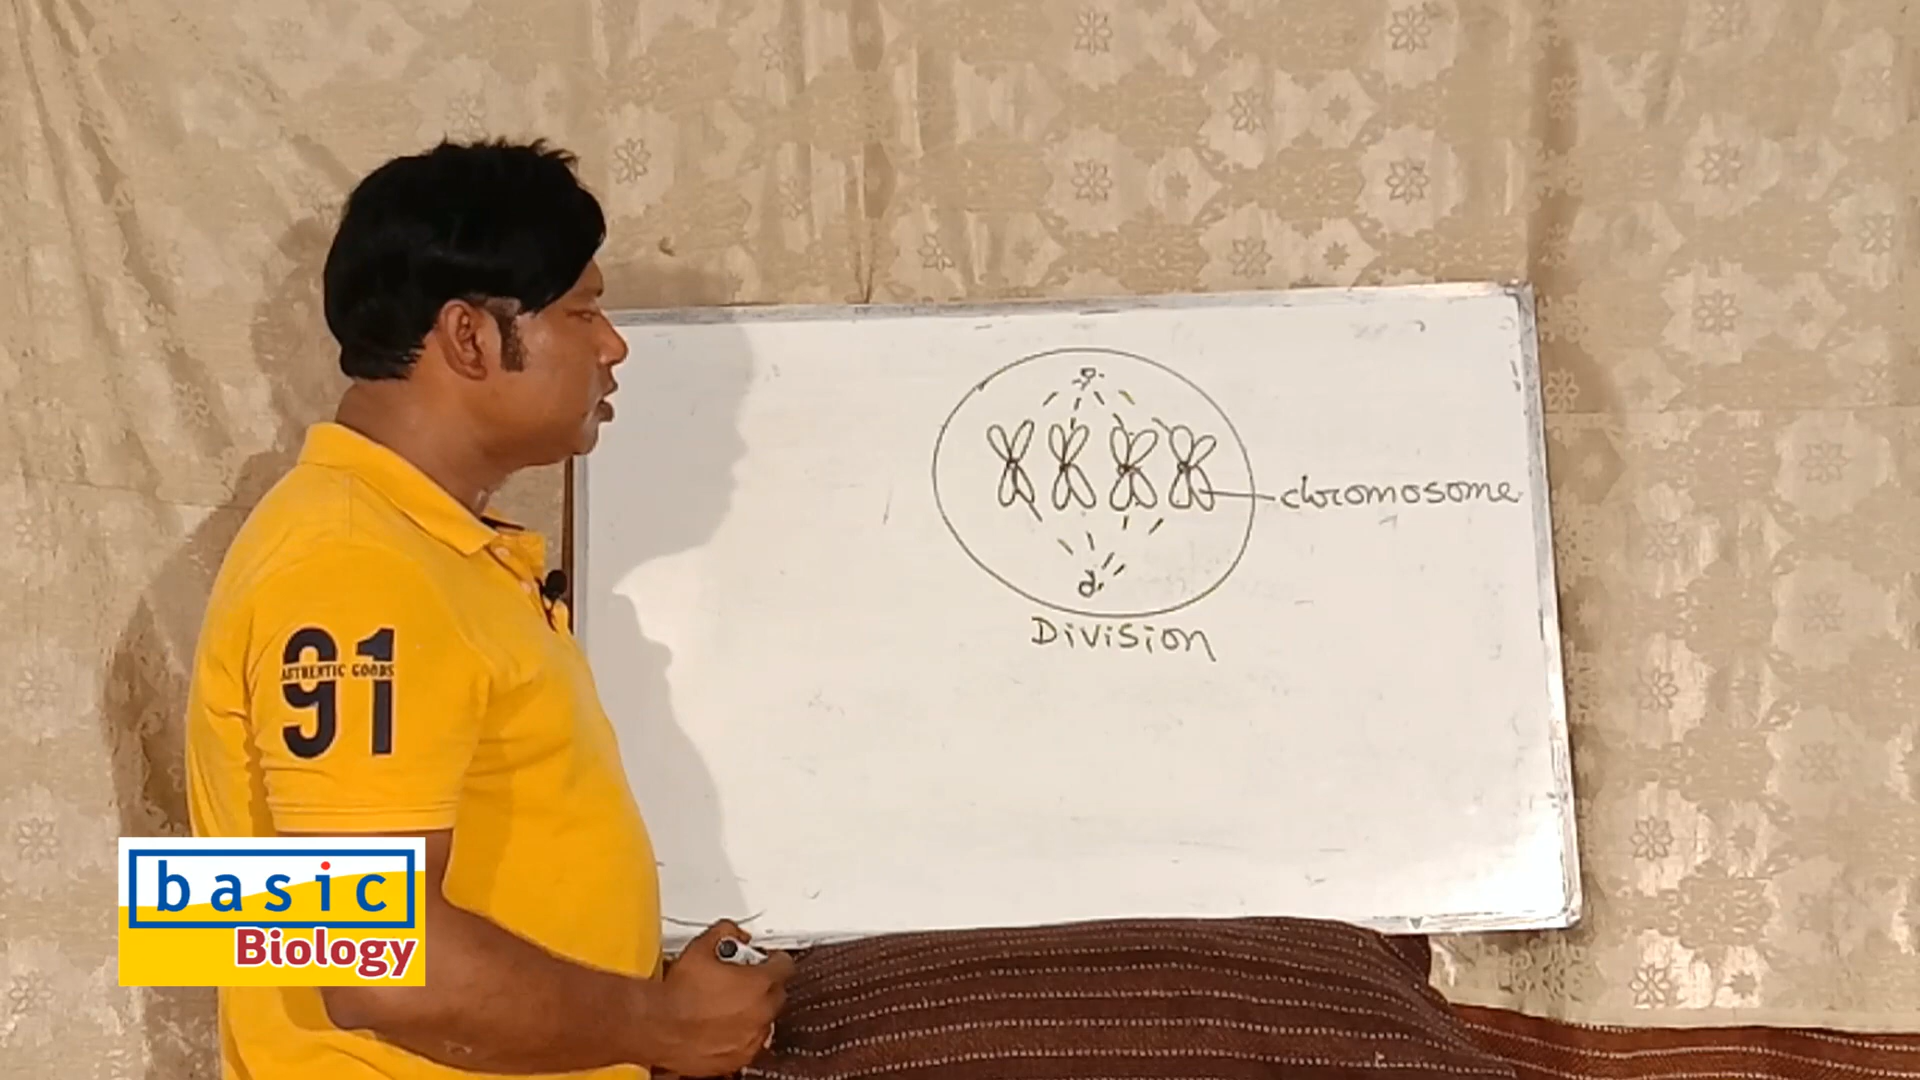 chromosome
Division
91
AUTHENTIC GOODS
basic
Biology